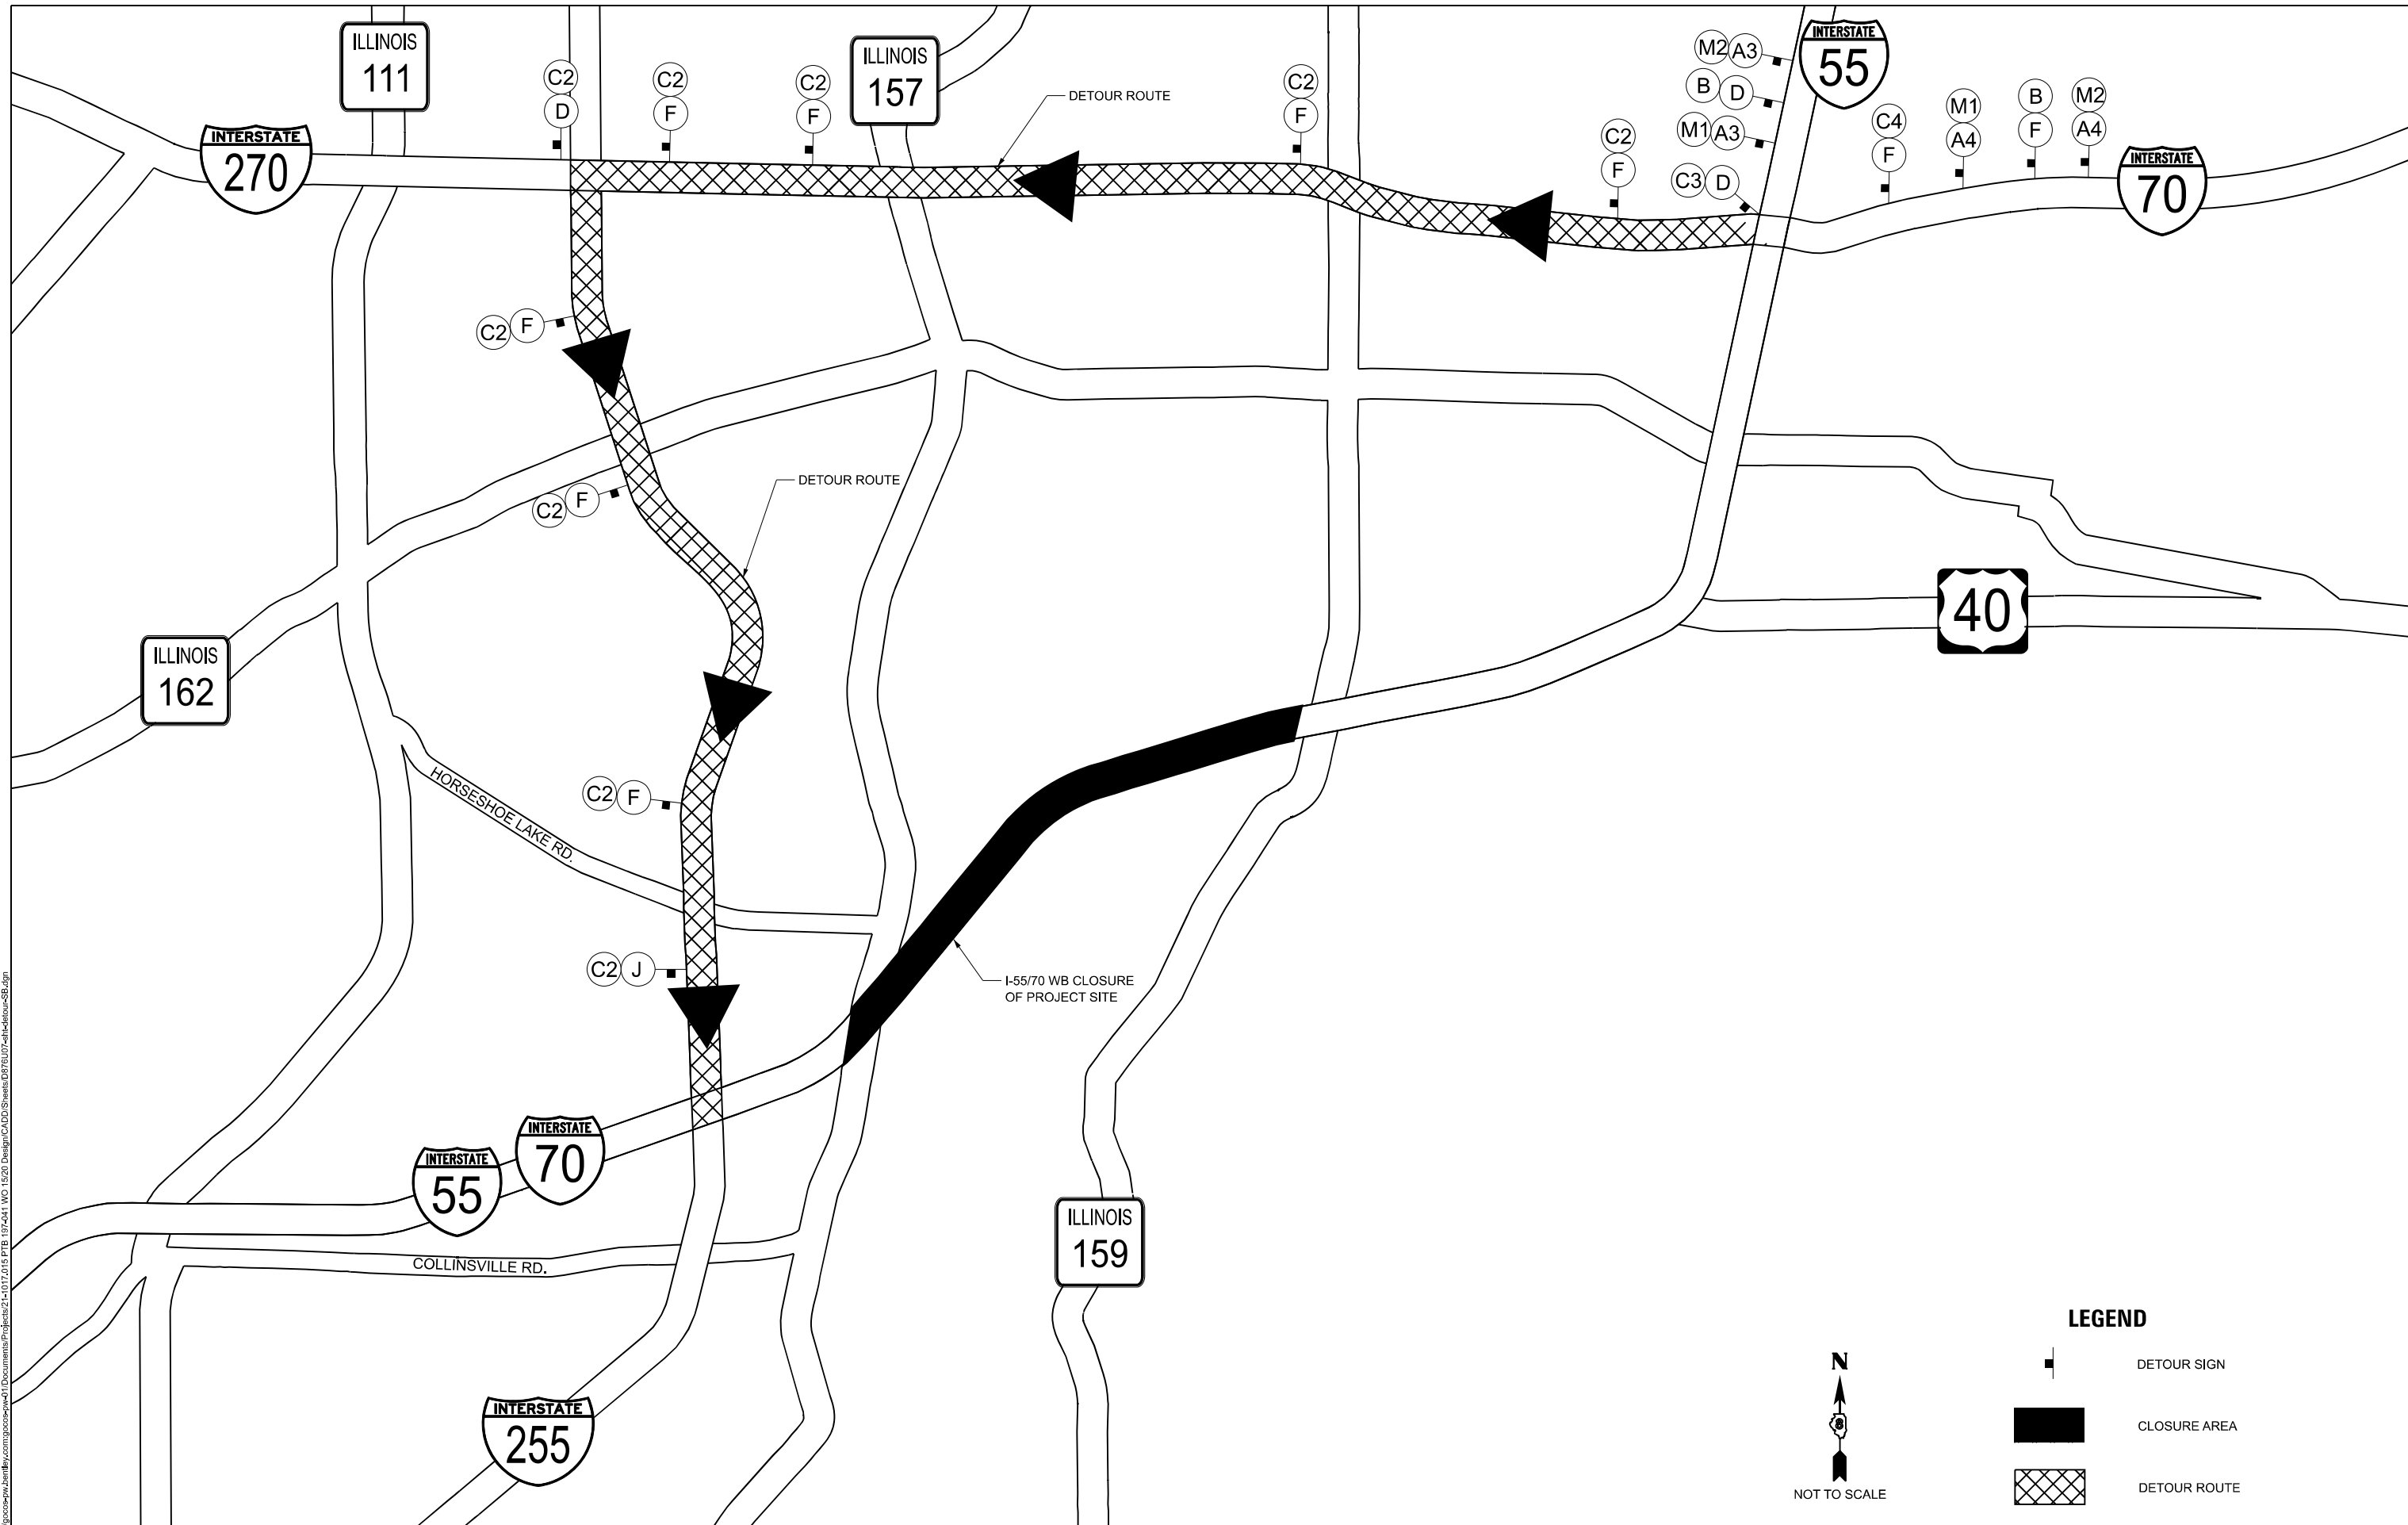 ILLINOIS
111
ILLINOIS
157
INTERSTATE
55
INTERSTATE
270
INTERSTATE
70
C2
D
C2
F
C2
F
DETOUR ROUTE
C2
F
C2
F
M2 A3
B D
M1 A3
C3 D
C4
F
M1
A4
B
F
M2
A4
C2 F
C2 F
DETOUR ROUTE
40
ILLINOIS
162
HORSESHOE LAKE RD.
C2 F
C2 J
I-55/70 WB CLOSURE
OF PROJECT SITE
INTERSTATE
55
INTERSTATE
70
COLLINSVILLE RD.
ILLINOIS
159
INTERSTATE
255
N
8
NOT TO SCALE
LEGEND
DETOUR SIGN
CLOSURE AREA
DETOUR ROUTE